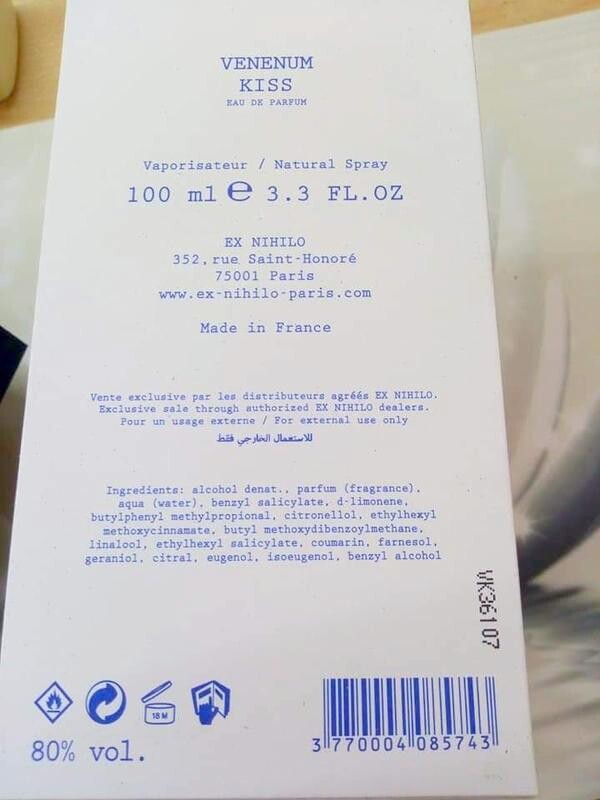 VENENUM
KISS
EAU DE PARFUM
Vaporisateur / Natural Spray
100 ml ℮ 3.3 FL.OZ
EX NIHILO
352, rue Saint-Honoré
75001 Paris
www.ex-nihilo-paris.com
Made in France
Vente exclusive par les distributeurs agréés EX NIHILO.
Exclusive sale through authorized EX NIHILO dealers.
Pour un usage externe / For external use only
للاستعمال الخارجي فقط
Ingredients: alcohol denat., parfum (fragrance),
aqua (water), benzyl salicylate, d-limonene,
butylphenyl methylpropional, citronellol, ethylhexyl
methoxycinnamate, butyl methoxydibenzoylmethane,
linalool, ethylhexyl salicylate, coumarin, farnesol,
geraniol, citral, eugenol, isoeugenol, benzyl alcohol
VK36107
18 M
80% vol.
3 770004 085743